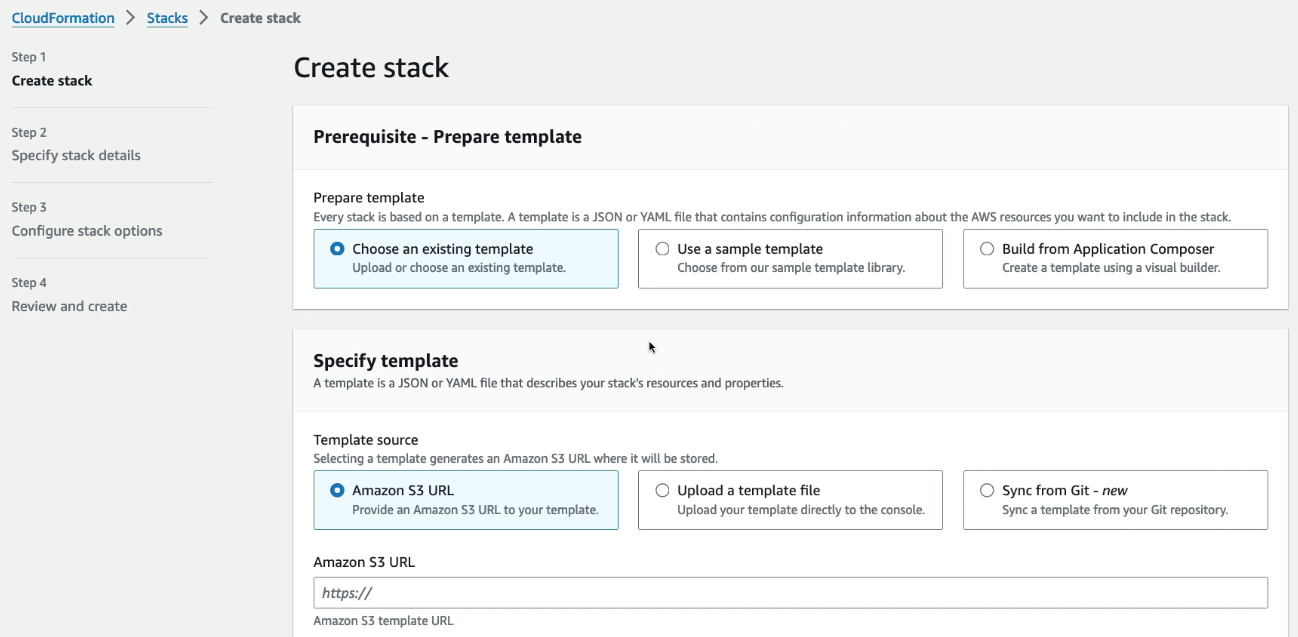 CloudFormation > Stacks > Create stack
Step 1
Create stack
Step 2
Specify stack details
Step 3
Configure stack options
Step 4
Review and create
Create stack
Prerequisite - Prepare template
Prepare template
Every stack is based on a template. A template is a JSON or YAML file that contains configuration information about the AWS resources you want to include in the stack.
Choose an existing template
Upload or choose an existing template.
Use a sample template
Choose from our sample template library.
Build from Application Composer
Create a template using a visual builder.
Specify template
A template is a JSON or YAML file that describes your stack's resources and properties.
Template source
Selecting a template generates an Amazon S3 URL where it will be stored.
Amazon S3 URL
Provide an Amazon S3 URL to your template.
Upload a template file
Upload your template directly to the console.
Sync from Git - new
Sync a template from your Git repository.
Amazon S3 URL
https://
Amazon S3 template URL